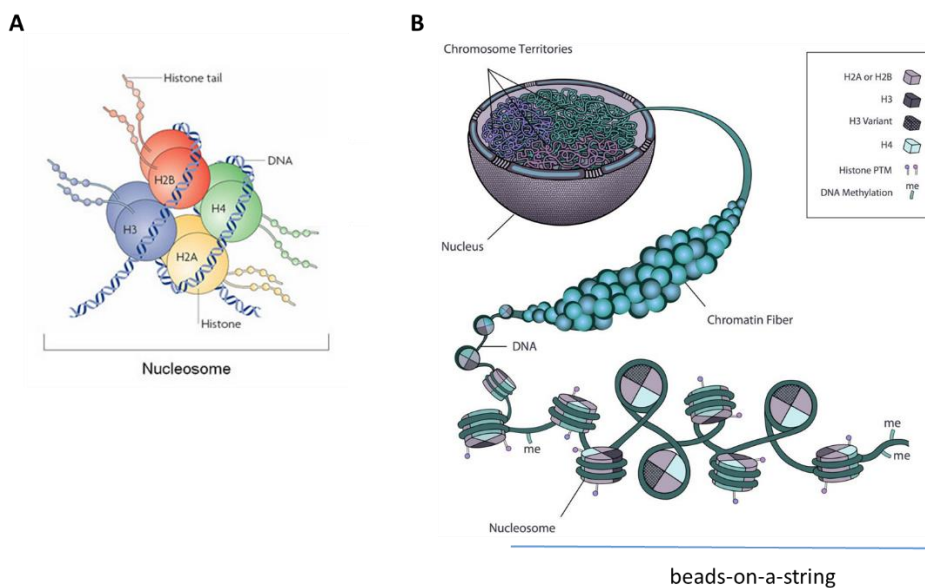 A
Histone tail
DNA
H2B
H4
H3
H2A
Histone
Nucleosome
B
Chromosome Territories
H2A or H2B
H3
H3 Variant
H4
Histone PTM
me
DNA Methylation
Nucleus
Chromatin Fiber
DNA
me
me
me
Nucleosome
beads-on-a-string